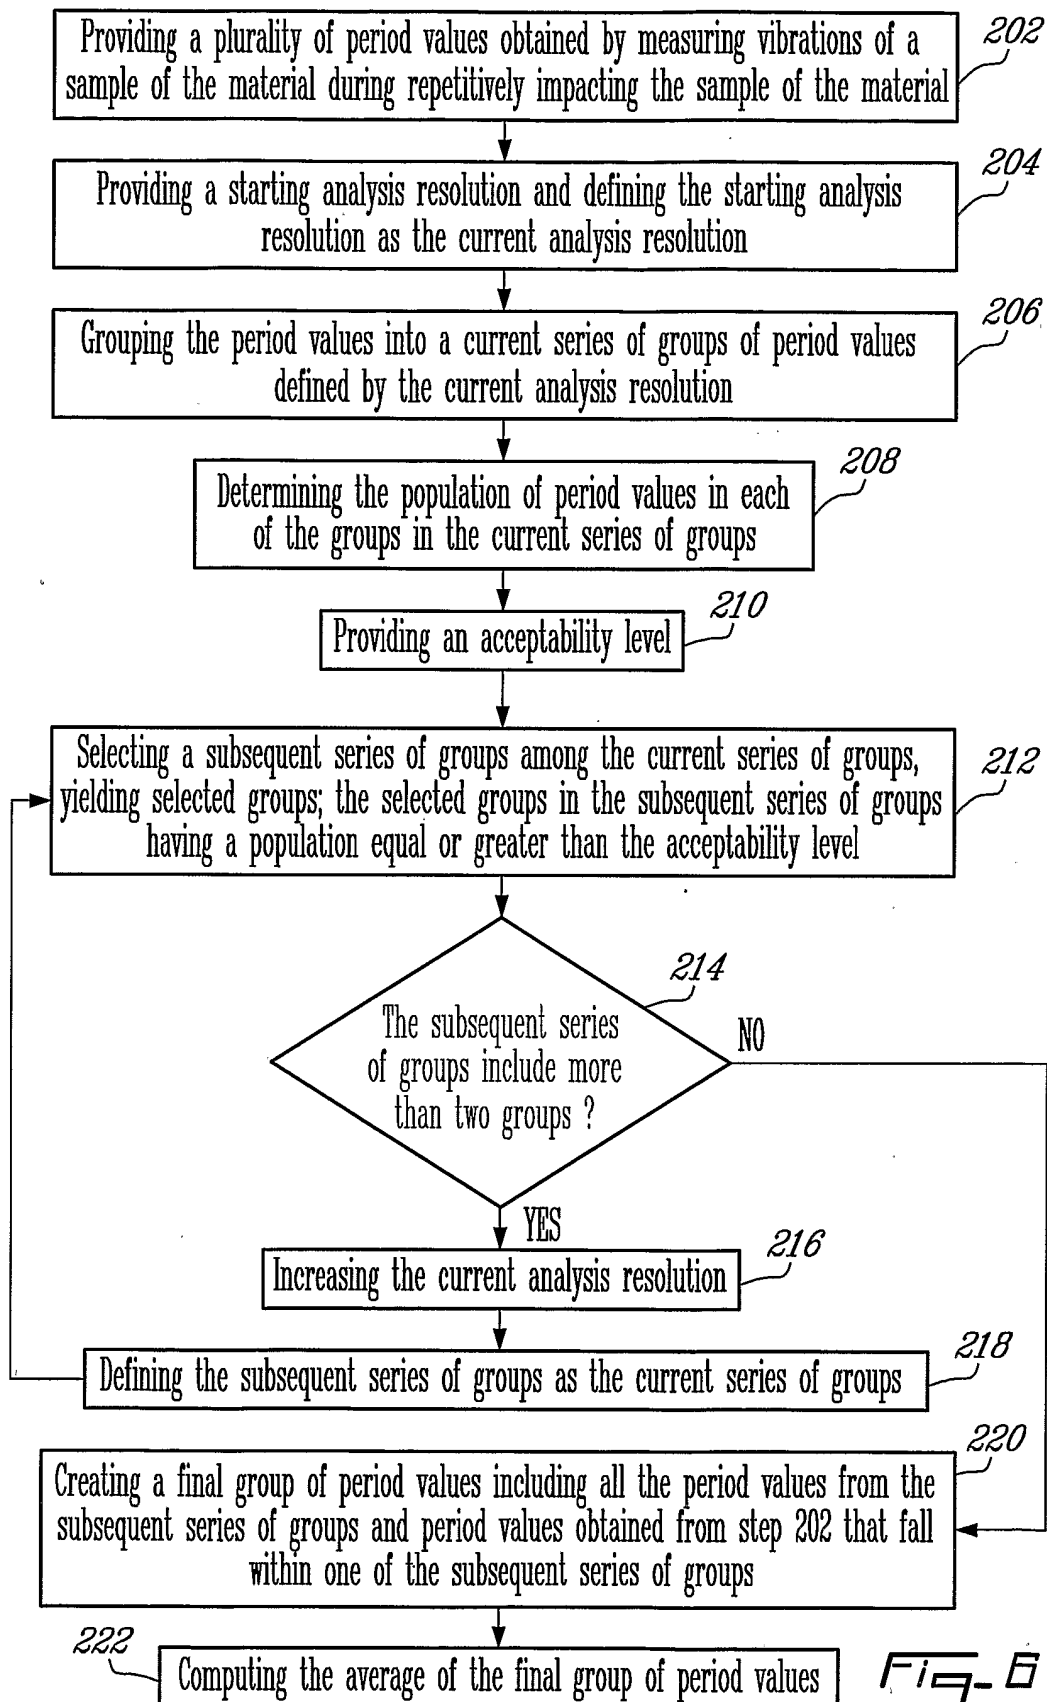 Providing a plurality of period values obtained by measuring vibrations of a
sample of the material during repetitively impacting the sample of the material
202
Providing a starting analysis resolution and defining the starting analysis
resolution as the current analysis resolution
204
Grouping the period values into a current series of groups of period values
defined by the current analysis resolution
206
Determining the population of period values in each
of the groups in the current series of groups
208
Providing an acceptability level
210
Selecting a subsequent series of groups among the current series of groups,
yielding selected groups; the selected groups in the subsequent series of groups
having a population equal or greater than the acceptability level
212
The subsequent series
of groups include more
than two groups ?
214
NO
YES
Increasing the current analysis resolution
216
Defining the subsequent series of groups as the current series of groups
218
Creating a final group of period values including all the period values from the
subsequent series of groups and period values obtained from step 202 that fall
within one of the subsequent series of groups
220
222
Computing the average of the final group of period values
Fig. 6